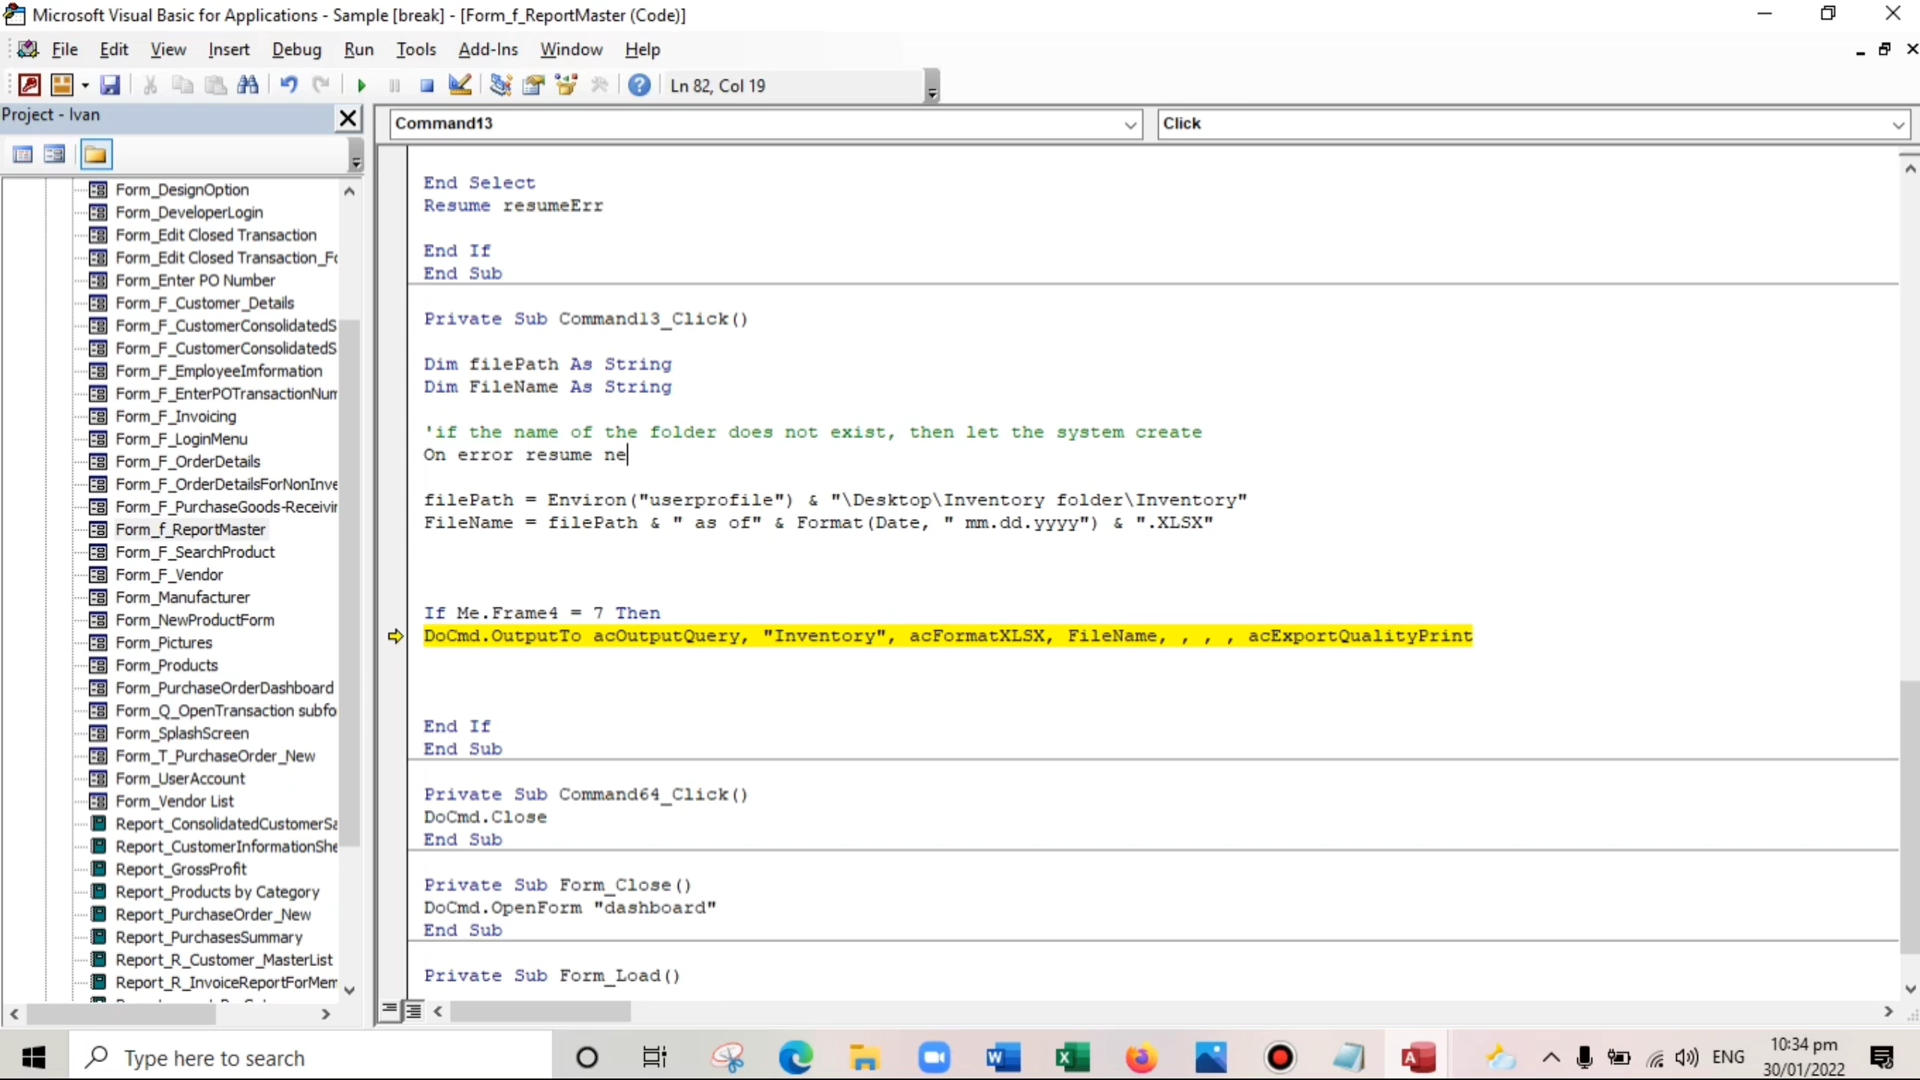 Microsoft Visual Basic for Applications - Sample [break] - [Form_f_ReportMaster (Code)]
File Edit View Insert Debug Run Tools Add-Ins Window Help
Ln 82, Col 19
Project - Ivan
Command13
Click
Form_DesignOption
Form_DeveloperLogin
Form_Edit Closed Transaction
Form_Edit Closed Transaction_Fo
Form_Enter PO Number
Form_F_Customer_Details
Form_F_CustomerConsolidatedS
Form_F_CustomerConsolidatedS
Form_F_EmployeeImformation
Form_F_EnterPOTransactionNum
Form_F_Invoicing
Form_F_LoginMenu
Form_F_OrderDetails
Form_F_OrderDetailsForNonInve
Form_F_PurchaseGoods-Receivin
Form_f_ReportMaster
Form_F_SearchProduct
Form_F_Vendor
Form_Manufacturer
Form_NewProductForm
Form_Pictures
Form_Products
Form_PurchaseOrderDashboard
Form_Q_OpenTransaction subfo
Form_SplashScreen
Form_T_PurchaseOrder_New
Form_UserAccount
Form_Vendor List
Report_ConsolidatedCustomerSa
Report_CustomerInformationShe
Report_GrossProfit
Report_Products by Category
Report_PurchaseOrder_New
Report_PurchasesSummary
Report_R_Customer_MasterList
Report_R_InvoiceReportForMem
End Select
Resume resumeErr
End If
End Sub
Private Sub Command13_Click()
Dim filePath As String
Dim FileName As String
'if the name of the folder does not exist, then let the system create
On error resume ne
filePath = Environ("userprofile") & "\Desktop\Inventory folder\Inventory"
FileName = filePath & " as of" & Format(Date, " mm.dd.yyyy") & ".XLSX"
If Me.Frame4 = 7 Then
DoCmd.OutputTo acOutputQuery, "Inventory", acFormatXLSX, FileName, , , , acExportQualityPrint
End If
End Sub
Private Sub Command64_Click()
DoCmd.Close
End Sub
Private Sub Form_Close()
DoCmd.OpenForm "dashboard"
End Sub
Private Sub Form_Load()
Type here to search
ENG
10:34 pm
30/01/2022